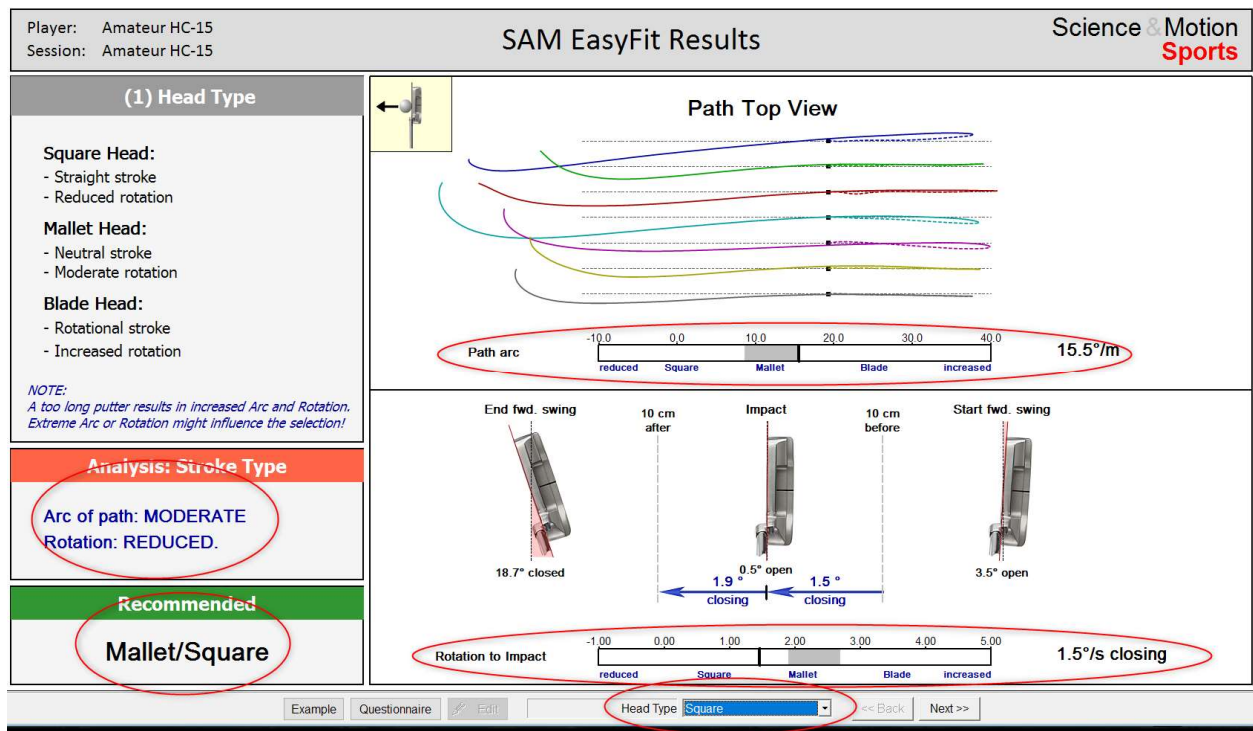 Player: Amateur HC-15
Session: Amateur HC-15
SAM EasyFit Results
Science & Motion
Sports
(1) Head Type
Square Head:
- Straight stroke
- Reduced rotation
Mallet Head:
- Neutral stroke
- Moderate rotation
Blade Head:
- Rotational stroke
- Increased rotation
NOTE:
A too long putter results in increased Arc and Rotation.
Extreme Arc or Rotation might influence the selection!
Analysis: Stroke Type
Arc of path: MODERATE
Rotation: REDUCED.
Recommended
Mallet/Square
Path Top View
-10.0 0.0 10.0 20.0 30.0 40.0
Path arc 15.5°/m
reduced Square Mallet Blade increased
End fwd. swing 10 cm after Impact 10 cm before Start fwd. swing
18.7° closed 0.5° open 3.5° open
1.9 ° 1.5 °
closing closing
-1.00 0.00 1.00 2.00 3.00 4.00 5.00
Rotation to Impact 1.5°/s closing
reduced Square Mallet Blade increased
Example Questionnaire Edit Head Type Square << Back Next >>